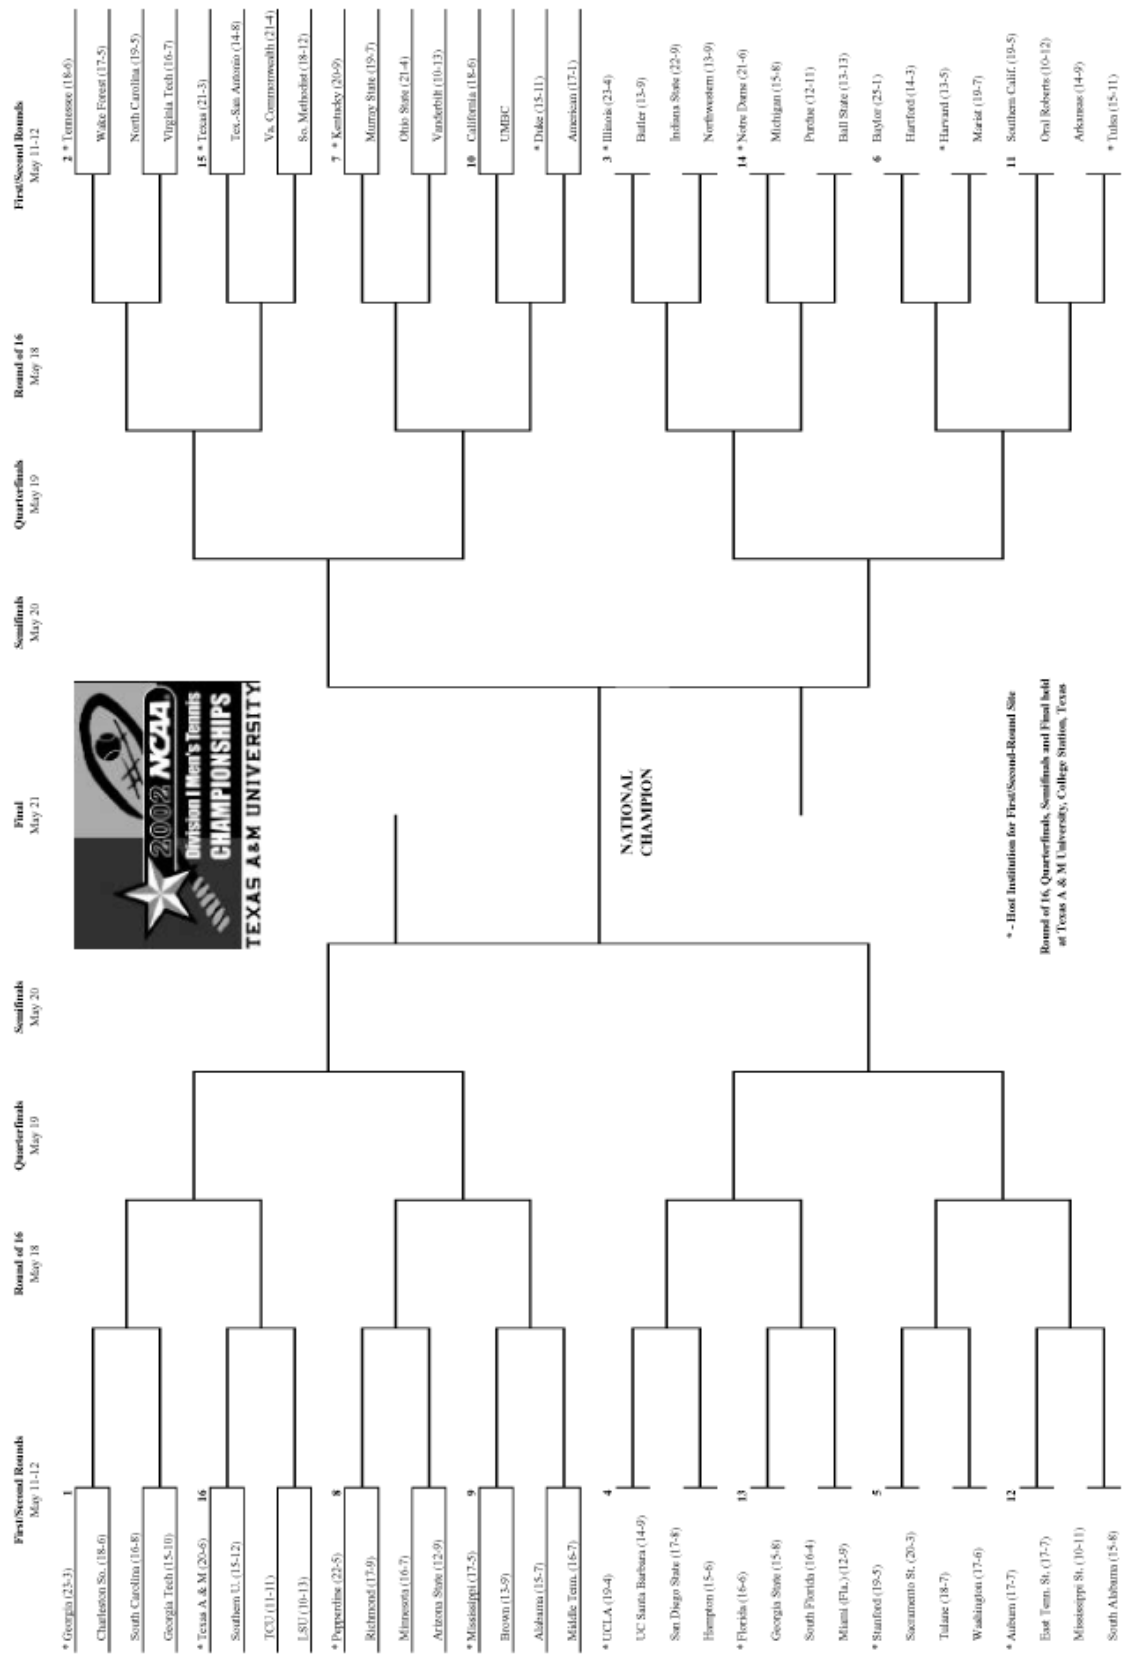 First/Second Rounds
May 11-12
Round of 16
May 18
Quarterfinals
May 19
Semifinals
May 20
Final
May 21
Semifinals
May 20
Quarterfinals
May 19
Round of 16
May 18
First/Second Rounds
May 11-12
1
* Georgia (23-3)
Charleston So. (18-6)
South Carolina (16-8)
Georgia Tech (15-10)
16
* Texas A & M (20-6)
Southern U. (15-12)
TCU (11-11)
LSU (10-13)
8
* Pepperdine (22-5)
Richmond (17-9)
Minnesota (16-7)
Arizona State (12-9)
9
* Mississippi (17-5)
Brown (13-9)
Alabama (15-7)
Middle Tenn. (16-7)
4
* UCLA (19-4)
UC Santa Barbara (14-9)
San Diego State (17-8)
Hampton (15-6)
13
* Florida (16-6)
Georgia State (15-8)
South Florida (16-4)
Miami (Fla.) (12-9)
5
* Stanford (19-5)
Sacramento St. (20-3)
Tulane (18-7)
Washington (17-6)
12
* Auburn (17-7)
East Tenn. St. (17-7)
Mississippi St. (10-11)
South Alabama (15-8)
2002 NCAA
Division I Men's Tennis
CHAMPIONSHIPS
TEXAS A&M UNIVERSITY
NATIONAL
CHAMPION
* - Host Institution for First/Second-Round Site
Round of 16, Quarterfinals, Semifinals and Final held
at Texas A & M University, College Station, Texas
2 * Tennessee (18-6)
Wake Forest (17-5)
North Carolina (19-5)
Virginia Tech (16-7)
15 * Texas (21-3)
Tex.-San Antonio (14-8)
Va. Commonwealth (21-4)
So. Methodist (18-12)
7 * Kentucky (20-9)
Murray State (19-7)
Ohio State (21-4)
Vanderbilt (10-13)
10 California (18-6)
UMBC
* Duke (15-11)
American (17-1)
3 * Illinois (23-4)
Butler (13-9)
Indiana State (22-9)
Northwestern (13-9)
14 * Notre Dame (21-6)
Michigan (15-8)
Purdue (12-11)
Ball State (13-13)
6 Baylor (25-1)
Hartford (14-3)
* Harvard (13-5)
Marist (19-7)
11 Southern Calif. (19-5)
Oral Roberts (10-12)
Arkansas (14-9)
* Tulsa (15-11)